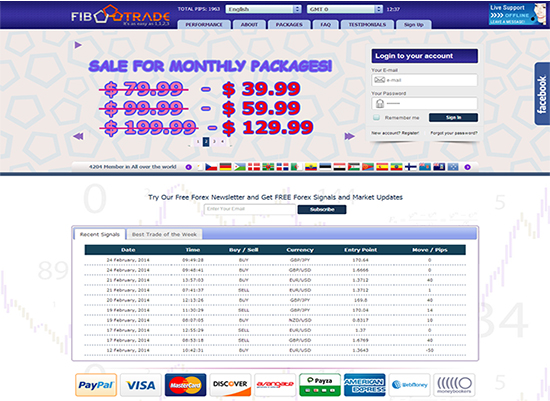 FIB TRADE
It's as easy as 1,1,2,3
TOTAL PIPS: 1963 English GMT 0 12:37
PERFORMANCE ABOUT PACKAGES FAQ TESTIMONIALS Sign Up
Live Support
OFFLINE
LEAVE A MESSAGE!
facebook
SALE FOR MONTHLY PACKAGES!
$ 79.99 - $ 39.99
$ 99.99 - $ 59.99
$ 199.99 - $ 129.99
1 2 3 4
Login to your account
Your E-mail
e-mail
Your Password
Remember me Sign In
New account? Register! Forgot your password?
4204 Member in All over the world
Try Our Free Forex Newsletter and Get FREE Forex Signals and Market Updates
Enter Your Email Subscribe
Recent Signals Best Trade of the Week
Date Time Buy / Sell Currency Entry Point Move / Pips
24 February, 2014 09:49:28 BUY GBP/JPY 170.64 0
24 February, 2014 09:48:41 BUY GBP/USD 1.6666 0
21 February, 2014 13:57:03 BUY EUR/USD 1.3712 40
21 February, 2014 07:41:37 SELL EUR/USD 1.3712 1
20 February, 2014 12:13:26 BUY GBP/JPY 169.8 40
19 February, 2014 11:30:29 SELL GBP/JPY 170.04 14
19 February, 2014 08:07:05 BUY NZD/USD 0.8317 10
17 February, 2014 12:55:29 SELL EUR/USD 1.37 0
17 February, 2014 08:53:18 SELL GBP/USD 1.6769 40
12 February, 2014 10:42:31 BUY EUR/USD 1.3643 -50
PayPal VISA MasterCard DISCOVER avangate Payza AMERICAN EXPRESS WebMoney moneybookers